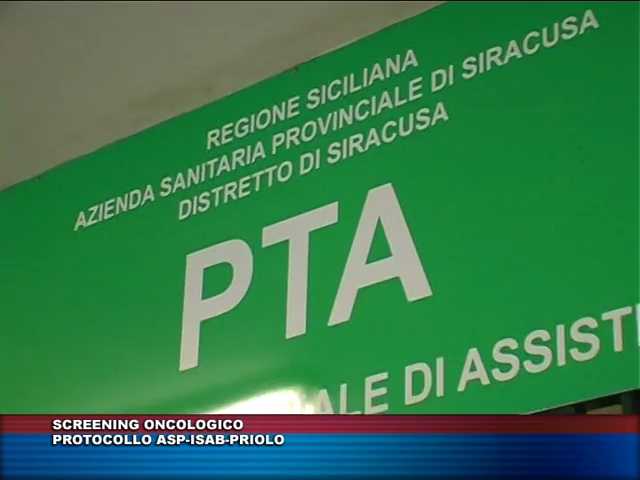 REGIONE SICILIANA
AZIENDA SANITARIA PROVINCIALE DI SIRACUSA
DISTRETTO DI SIRACUSA
PTA
ALE DI ASSIST
SCREENING ONCOLOGICO
PROTOCOLLO ASP-ISAB-PRIOLO